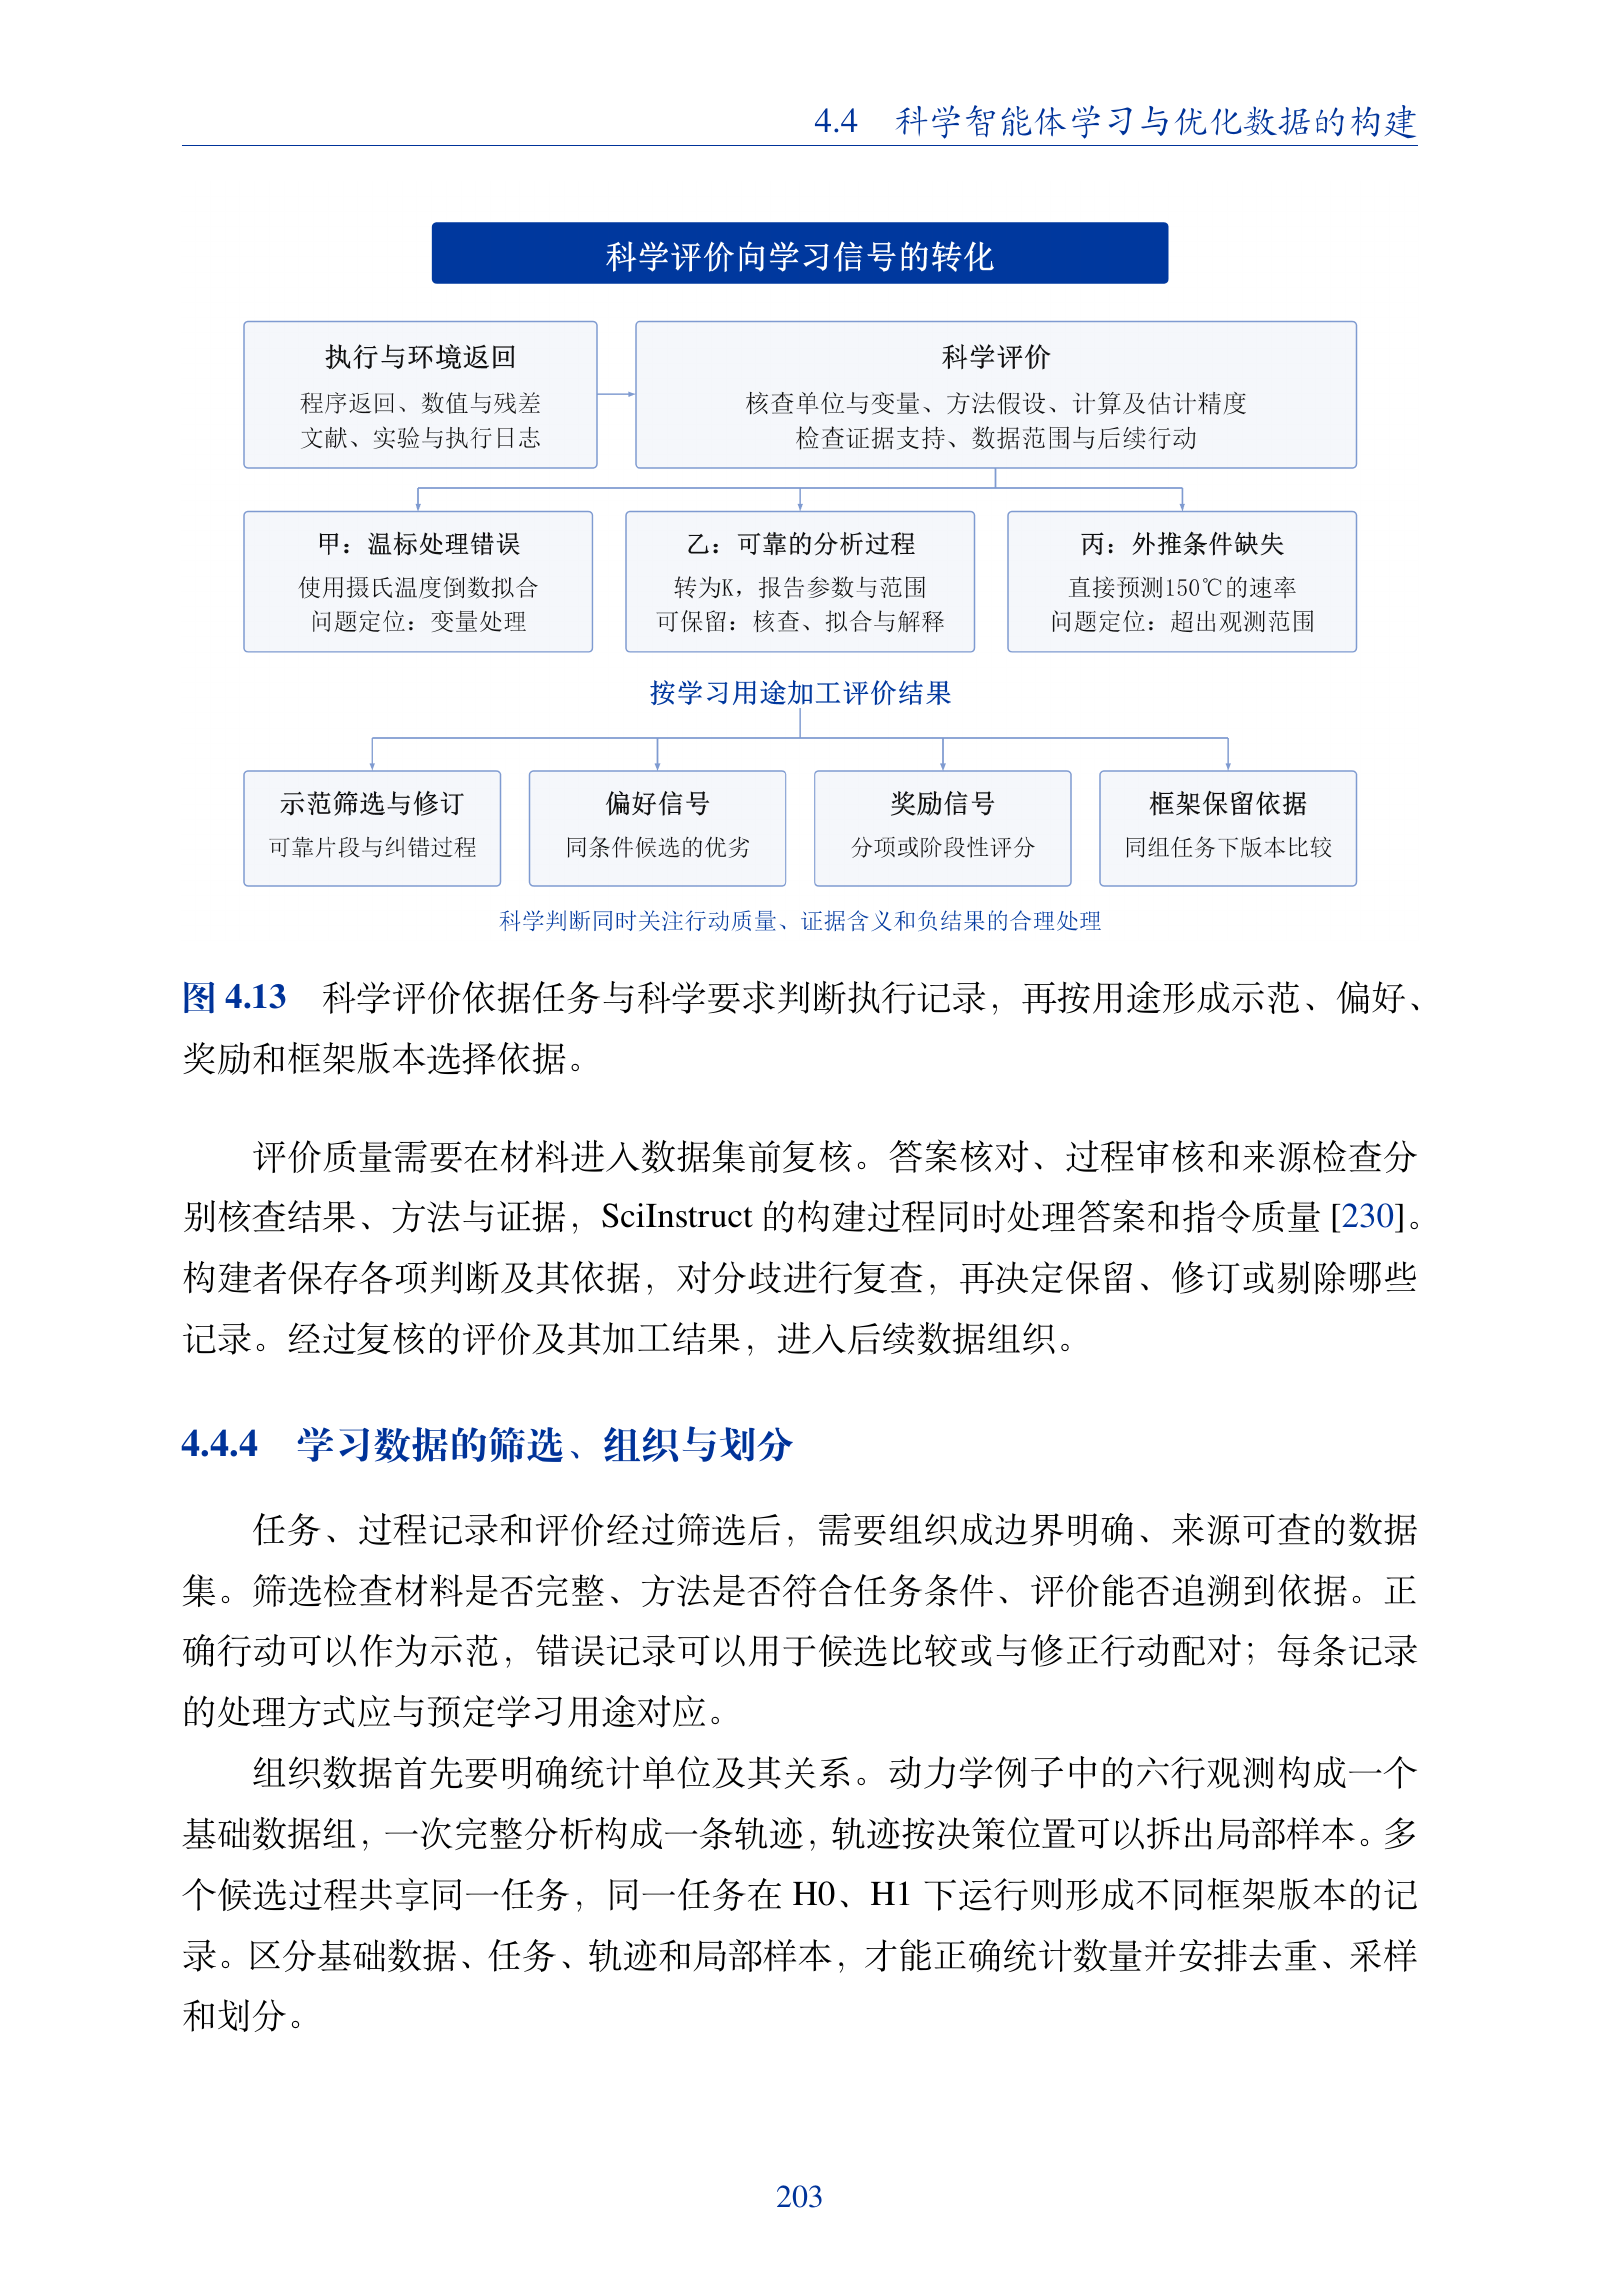 4.4 科学智能体学习与优化数据的构建
科学评价向学习信号的转化
执行与环境返回
程序返回、数值与残差
文献、实验与执行日志
科学评价
核查单位与变量、方法假设、计算及估计精度
检查证据支持、数据范围与后续行动
甲：温标处理错误
使用摄氏温度倒数拟合
问题定位：变量处理
乙：可靠的分析过程
转为K，报告参数与范围
可保留：核查、拟合与解释
丙：外推条件缺失
直接预测150℃的速率
问题定位：超出观测范围
按学习用途加工评价结果
示范筛选与修订
可靠片段与纠错过程
偏好信号
同条件候选的优劣
奖励信号
分项或阶段性评分
框架保留依据
同组任务下版本比较
科学判断同时关注行动质量、证据含义和负结果的合理处理
图 4.13 科学评价依据任务与科学要求判断执行记录，再按用途形成示范、偏好、
奖励和框架版本选择依据。
评价质量需要在材料进入数据集前复核。答案核对、过程审核和来源检查分
别核查结果、方法与证据，SciInstruct 的构建过程同时处理答案和指令质量 [230]。
构建者保存各项判断及其依据，对分歧进行复查，再决定保留、修订或剔除哪些
记录。经过复核的评价及其加工结果，进入后续数据组织。
4.4.4 学习数据的筛选、组织与划分
任务、过程记录和评价经过筛选后，需要组织成边界明确、来源可查的数据
集。筛选检查材料是否完整、方法是否符合任务条件、评价能否追溯到依据。正
确行动可以作为示范，错误记录可以用于候选比较或与修正行动配对；每条记录
的处理方式应与预定学习用途对应。
组织数据首先要明确统计单位及其关系。动力学例子中的六行观测构成一个
基础数据组，一次完整分析构成一条轨迹，轨迹按决策位置可以拆出局部样本。多
个候选过程共享同一任务，同一任务在 H0、H1 下运行则形成不同框架版本的记
录。区分基础数据、任务、轨迹和局部样本，才能正确统计数量并安排去重、采样
和划分。
203